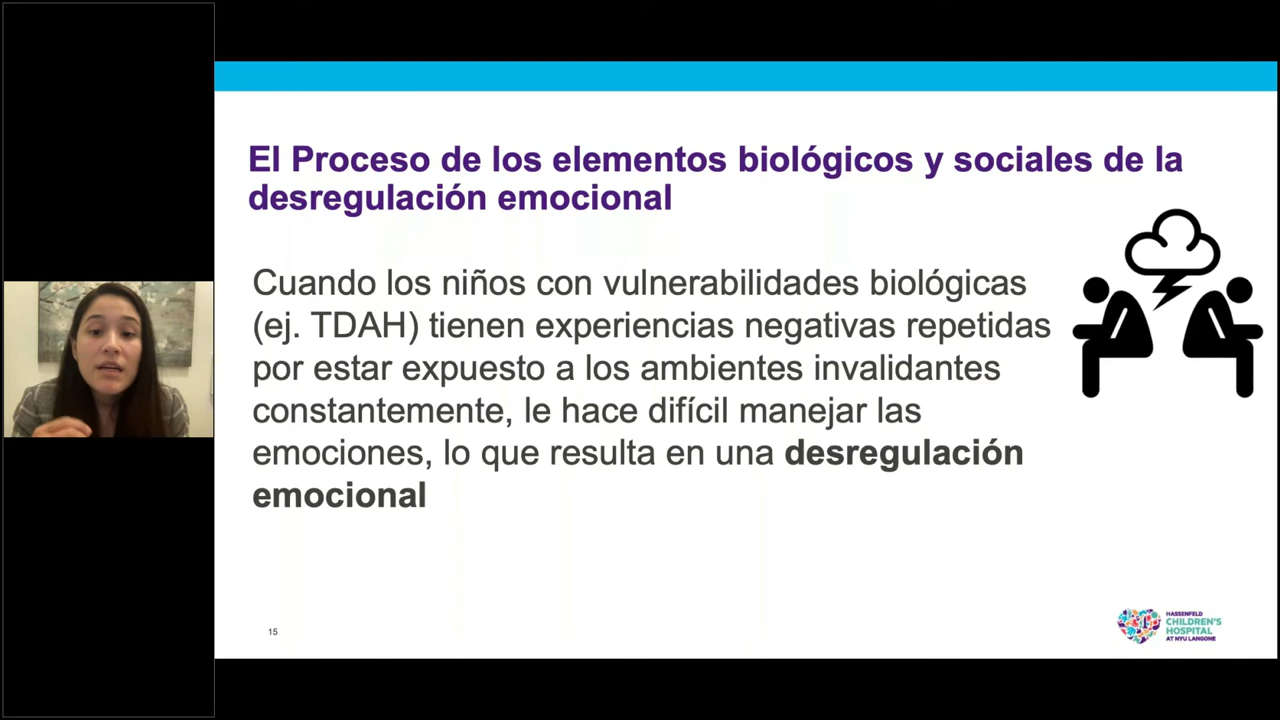 El Proceso de los elementos biológicos y sociales de la
desregulación emocional
Cuando los niños con vulnerabilidades biológicas
(ej. TDAH) tienen experiencias negativas repetidas
por estar expuesto a los ambientes invalidantes
constantemente, le hace difícil manejar las
emociones, lo que resulta en una desregulación
emocional
15
HASSENFELD
CHILDREN'S
HOSPITAL
AT NYU LANGONE